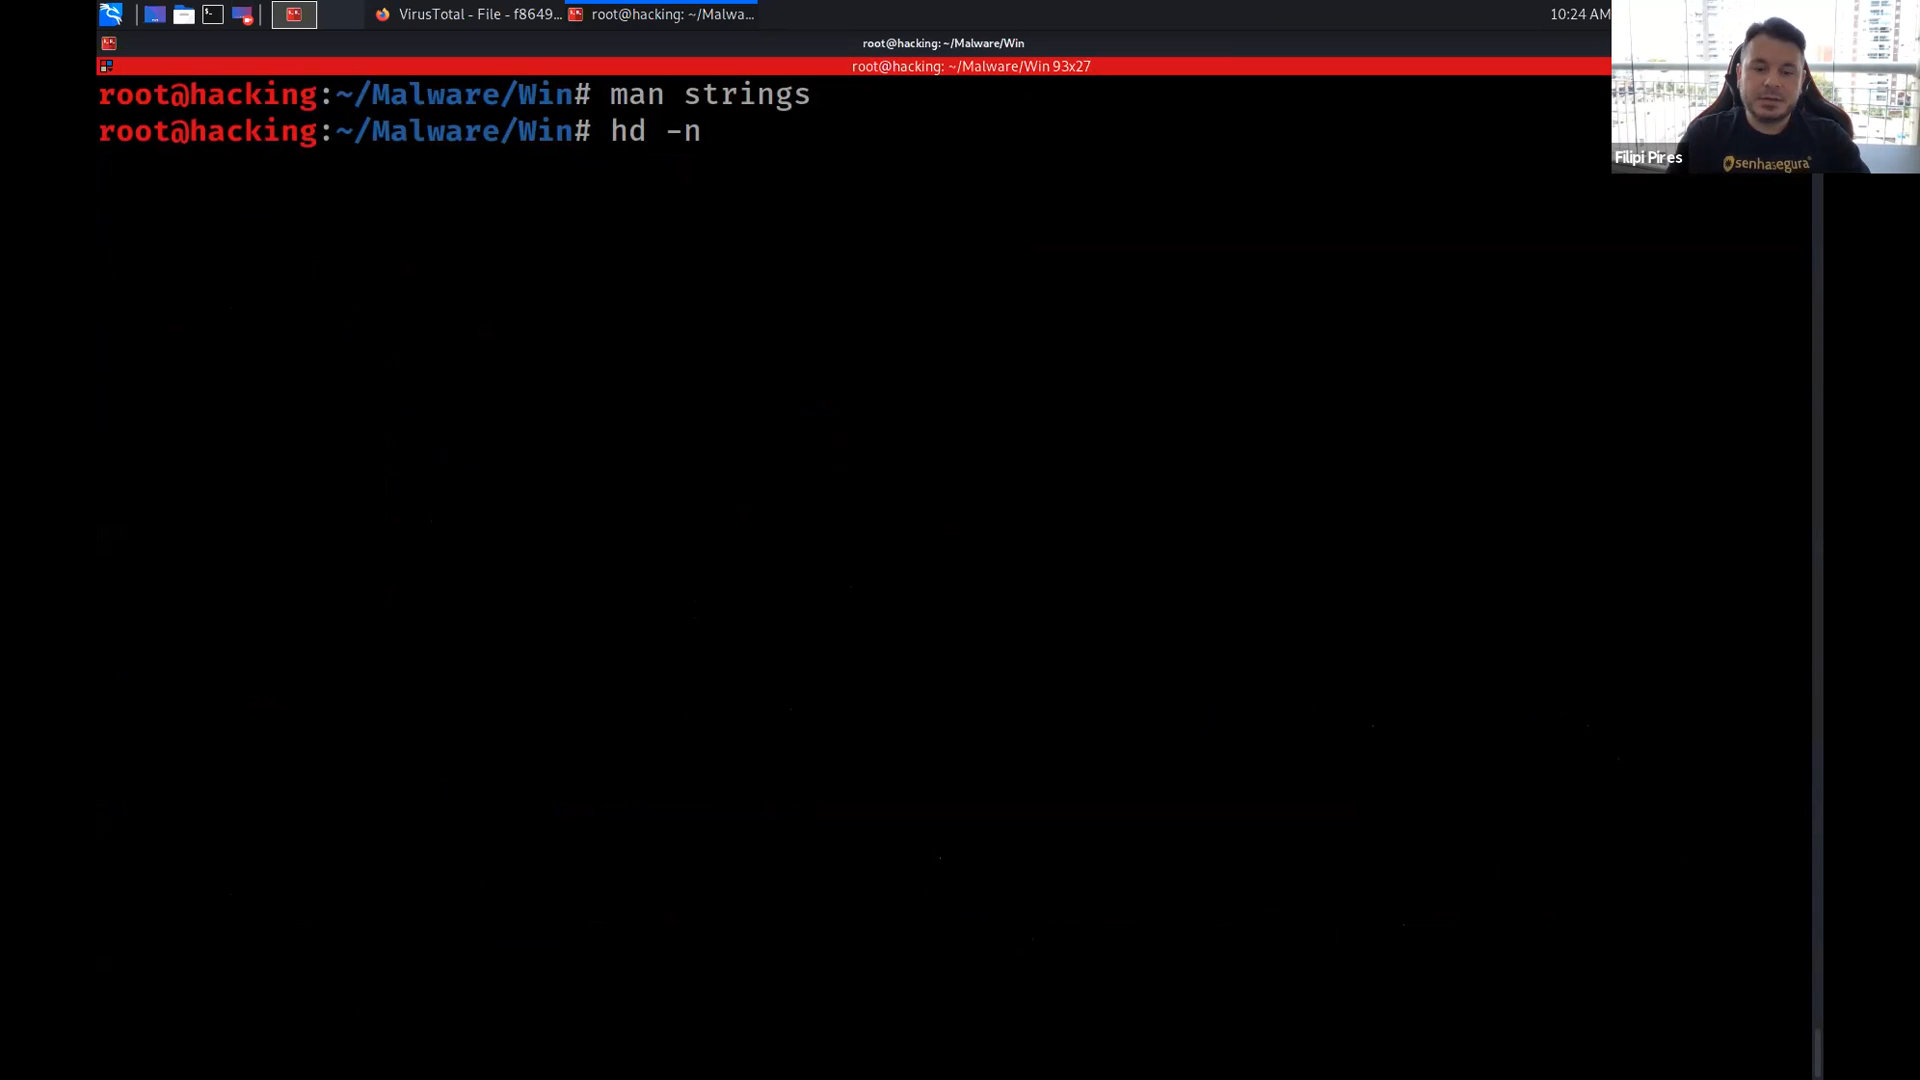 VirusTotal - File - f8649...
root@hacking: ~/Malwa...
10:24 AM
root@hacking: ~/Malware/Win
root@hacking: ~/Malware/Win 93x27
root@hacking:~/Malware/Win# man strings
root@hacking:~/Malware/Win# hd -n
Filipi Pires
senhasegura